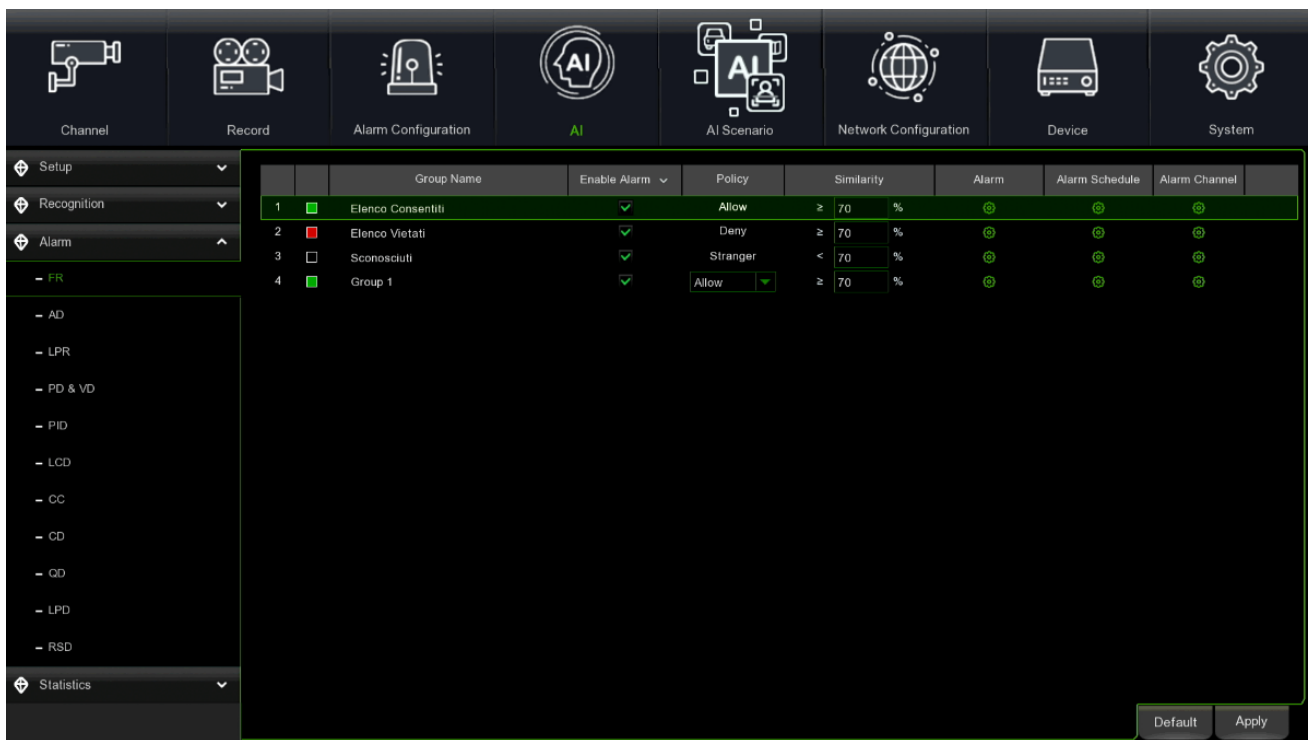 AI
AI
Channel Record Alarm Configuration AI AI Scenario Network Configuration Device System
Setup
Group Name Enable Alarm Policy Similarity Alarm Alarm Schedule Alarm Channel
Recognition
1 Elenco Consentiti Allow ≥ 70 % 
Alarm
2 Elenco Vietati Deny ≥ 70 %
3 Sconosciuti Stranger < 70 %
– FR
4 Group 1 Allow ≥ 70 %
– AD
– LPR
– PD & VD
– PID
– LCD
– CC
– CD
– QD
– LPD
– RSD
Statistics
Default Apply